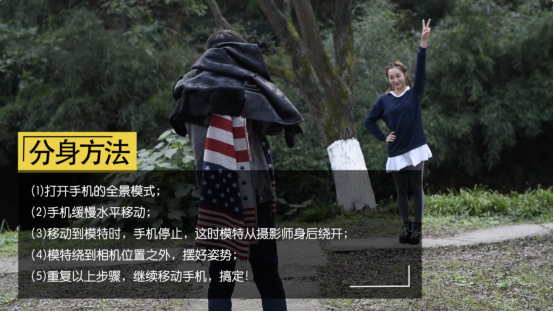 分身方法
(1)打开手机的全景模式；
(2)手机缓慢水平移动；
(3)移动到模特时，手机停止，这时模特从摄影师身后绕开；
(4)模特绕到相机位置之外，摆好姿势；
(5)重复以上步骤，继续移动手机，搞定！